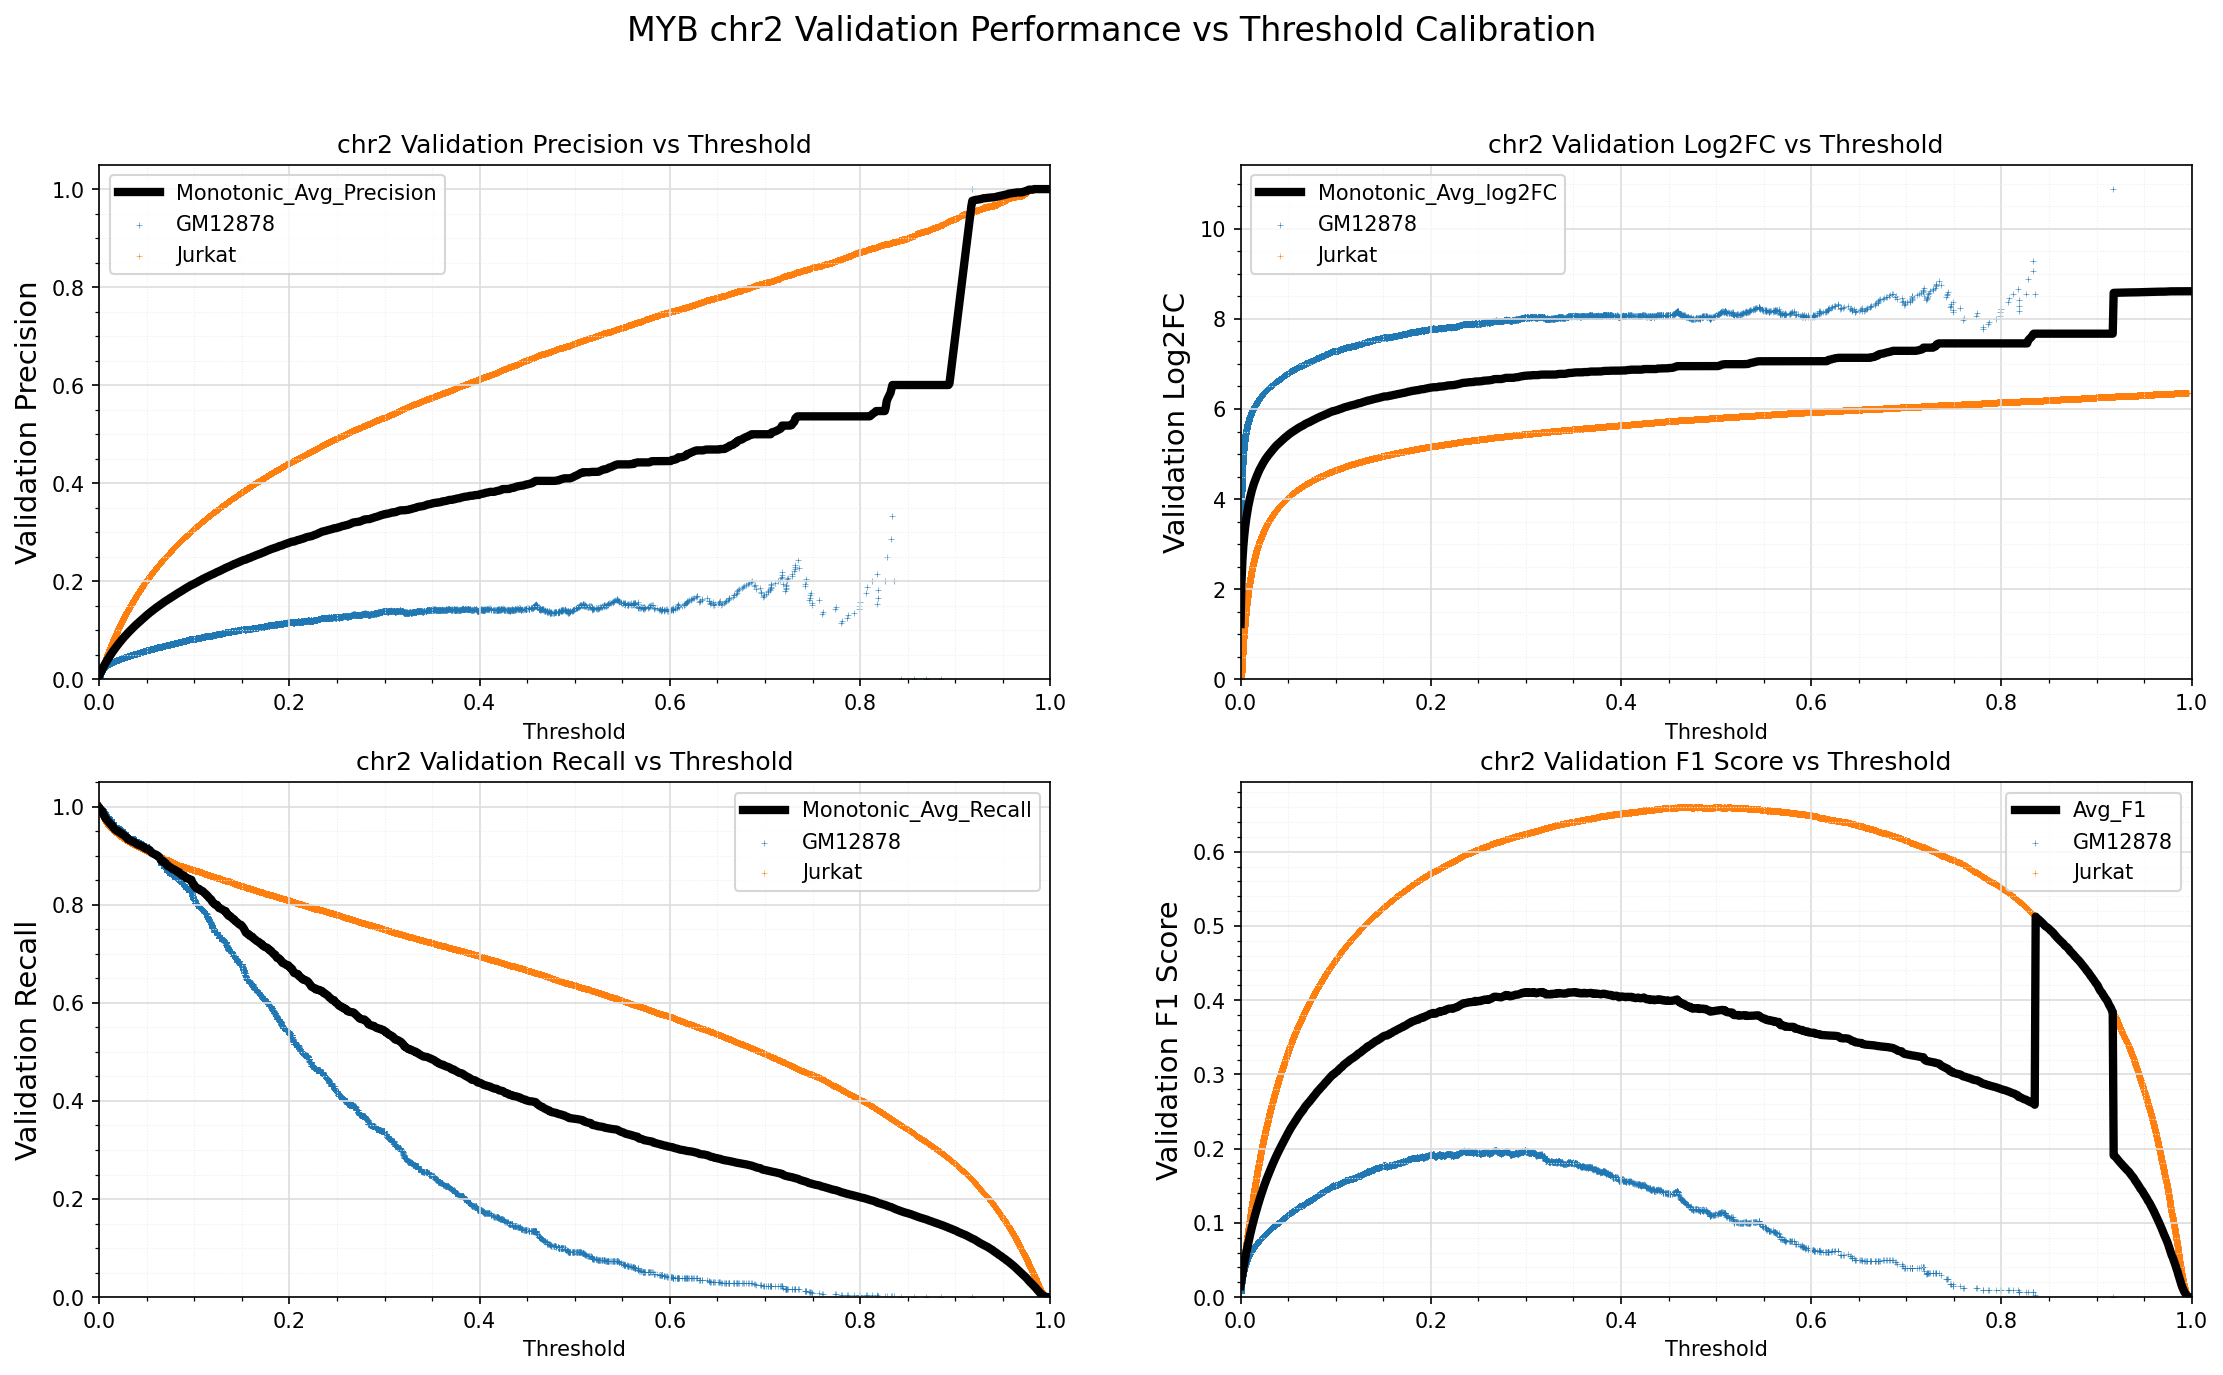 MYB chr2 Validation Performance vs Threshold Calibration
chr2 Validation Precision vs Threshold
Monotonic_Avg_Precision
GM12878
Jurkat
Validation Precision
1.0
0.8
0.6
0.4
0.2
0.0
0.0 0.2 0.4 0.6 0.8 1.0
Threshold
chr2 Validation Log2FC vs Threshold
Monotonic_Avg_log2FC
GM12878
Jurkat
Validation Log2FC
10
8
6
4
2
0
0.0 0.2 0.4 0.6 0.8 1.0
Threshold
chr2 Validation Recall vs Threshold
Monotonic_Avg_Recall
GM12878
Jurkat
Validation Recall
1.0
0.8
0.6
0.4
0.2
0.0
0.0 0.2 0.4 0.6 0.8 1.0
Threshold
chr2 Validation F1 Score vs Threshold
Avg_F1
GM12878
Jurkat
Validation F1 Score
0.6
0.5
0.4
0.3
0.2
0.1
0.0
0.0 0.2 0.4 0.6 0.8 1.0
Threshold